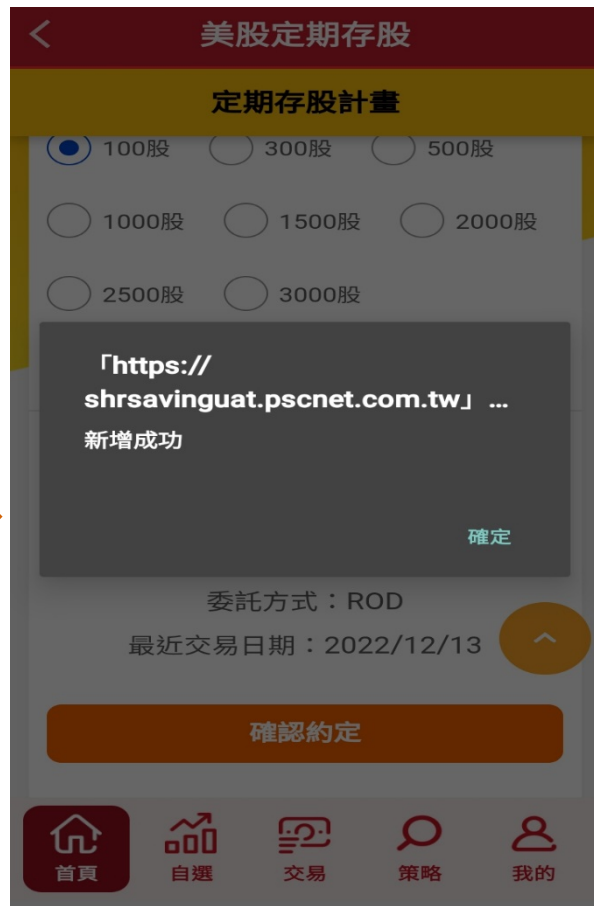 美股定期存股
定期存股計畫
100股 300股 500股
1000股 1500股 2000股
2500股 3000股
「https://
shrsavinguat.pscnet.com.tw」 ...
新增成功
確定
委託方式：ROD
最近交易日期：2022/12/13
確認約定
首頁 自選 交易 策略 我的